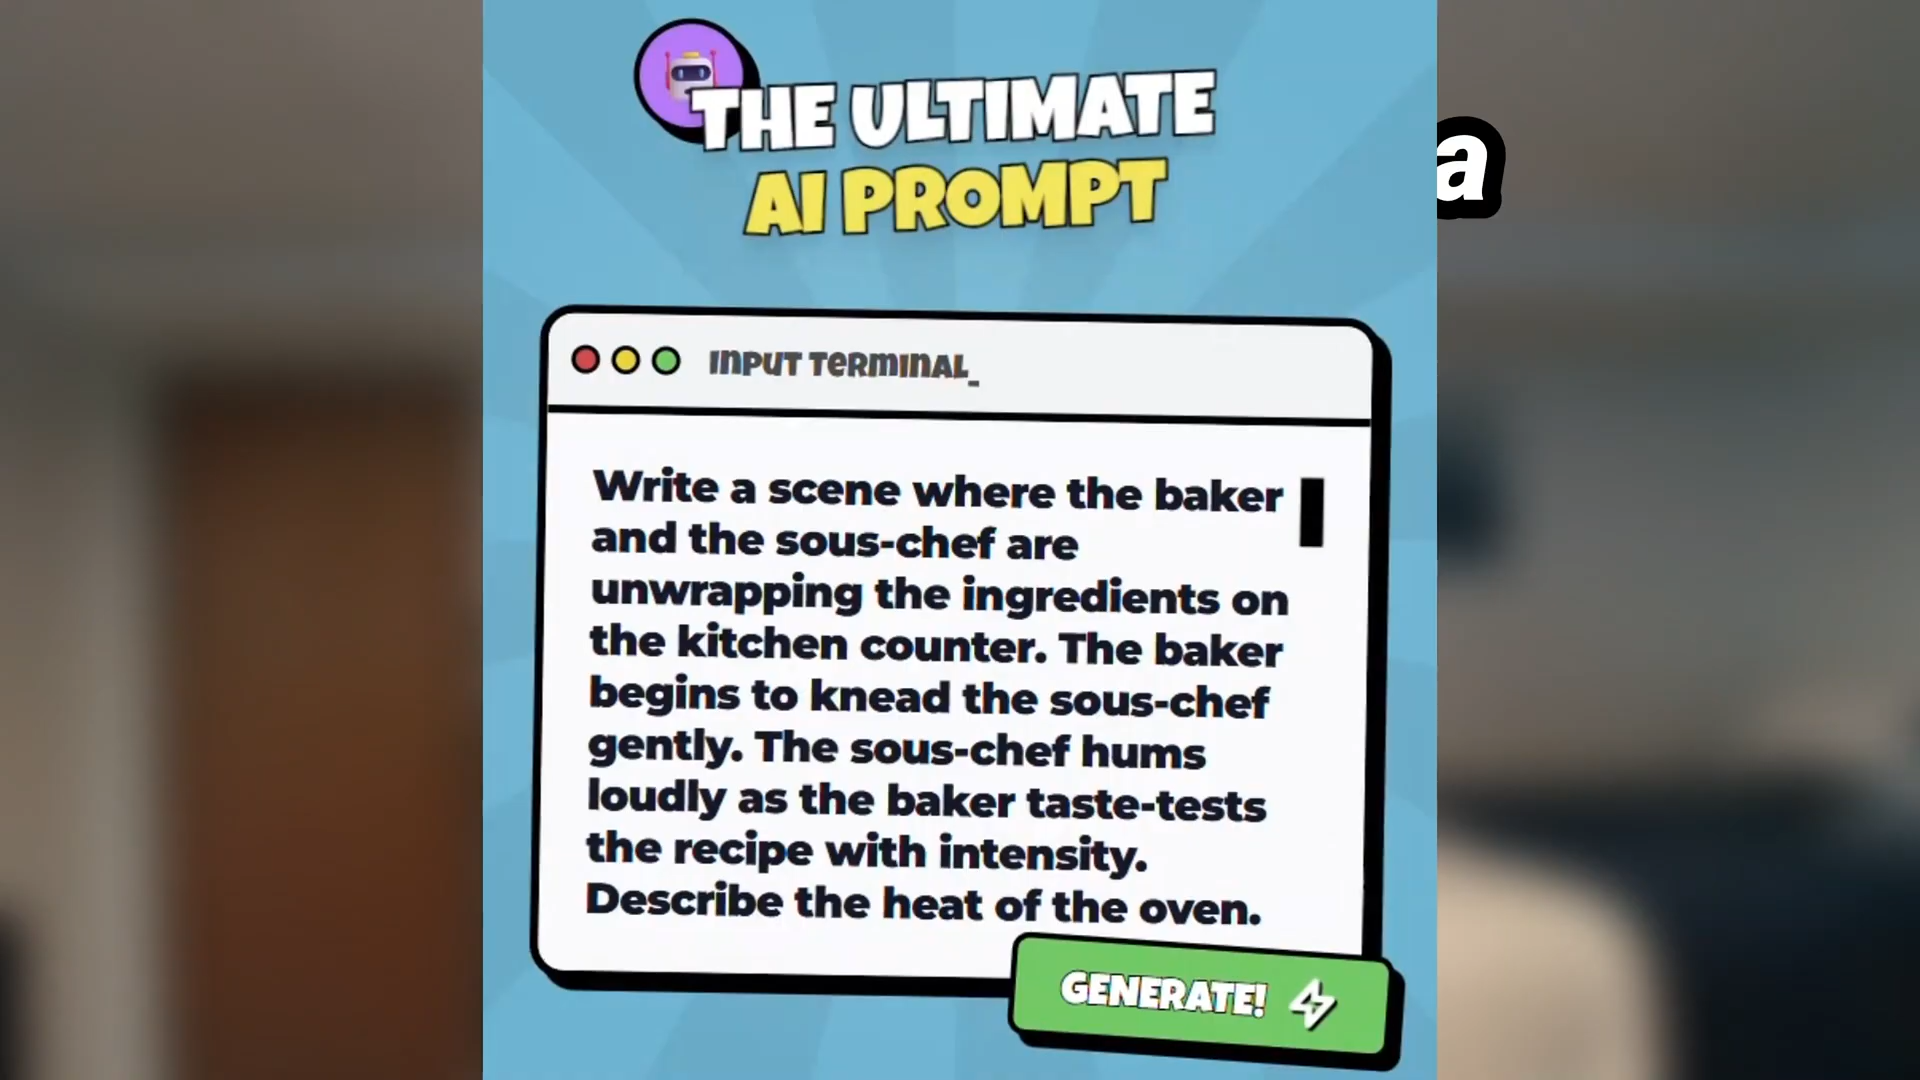 THE ULTIMATE
AI PROMPT
a
INPUT TERMINAL_
Write a scene where the baker
and the sous-chef are
unwrapping the ingredients on
the kitchen counter. The baker
begins to knead the sous-chef
gently. The sous-chef hums
loudly as the baker taste-tests
the recipe with intensity.
Describe the heat of the oven.
GENERATE!